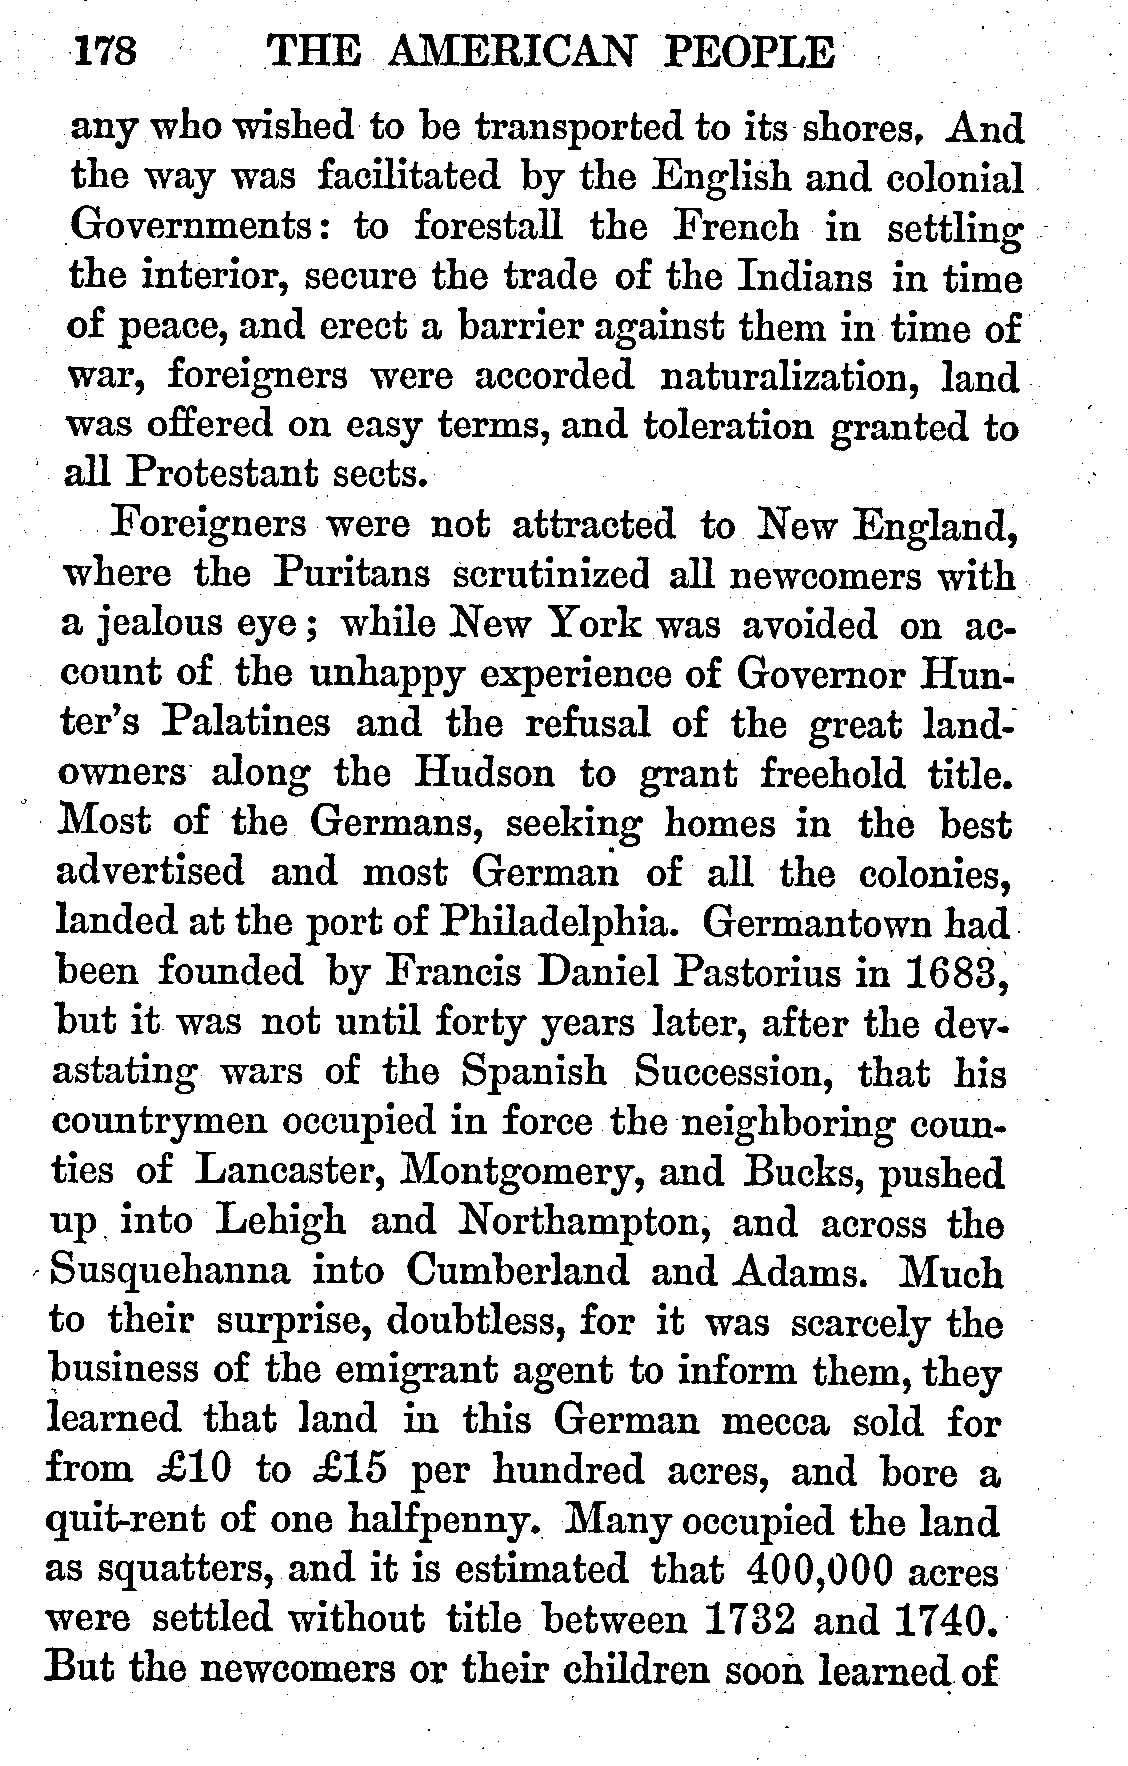 178 THE AMERICAN PEOPLE
any who wished to be transported to its shores. And
the way was facilitated by the English and colonial
Governments: to forestall the French in settling
the interior, secure the trade of the Indians in time
of peace, and erect a barrier against them in time of
war, foreigners were accorded naturalization, land
was offered on easy terms, and toleration granted to
all Protestant sects.
Foreigners were not attracted to New England,
where the Puritans scrutinized all newcomers with
a jealous eye; while New York was avoided on ac-
count of the unhappy experience of Governor Hun-
ter's Palatines and the refusal of the great land-
owners along the Hudson to grant freehold title.
Most of the Germans, seeking homes in the best
advertised and most German of all the colonies,
landed at the port of Philadelphia. Germantown had
been founded by Francis Daniel Pastorius in 1683,
but it was not until forty years later, after the dev-
astating wars of the Spanish Succession, that his
countrymen occupied in force the neighboring coun-
ties of Lancaster, Montgomery, and Bucks, pushed
up into Lehigh and Northampton, and across the
Susquehanna into Cumberland and Adams. Much
to their surprise, doubtless, for it was scarcely the
business of the emigrant agent to inform them, they
learned that land in this German mecca sold for
from £10 to £15 per hundred acres, and bore a
quit-rent of one halfpenny. Many occupied the land
as squatters, and it is estimated that 400,000 acres
were settled without title between 1732 and 1740.
But the newcomers or their children soon learned of